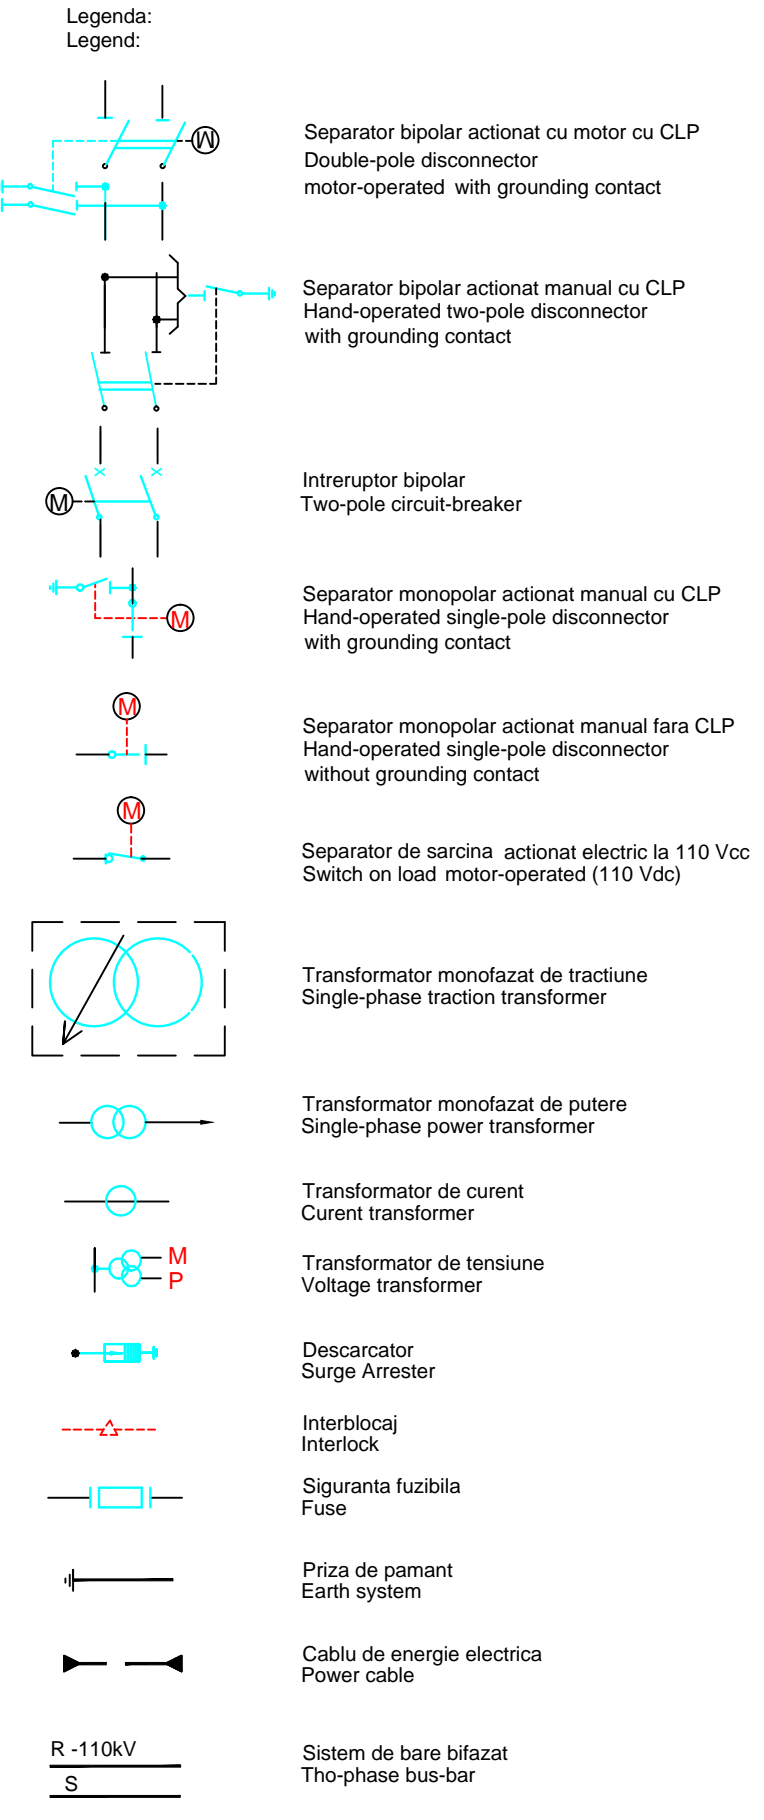 Legenda:
Legend:
M
Separator bipolar actionat cu motor cu CLP
Double-pole disconnector
motor-operated with grounding contact
Separator bipolar actionat manual cu CLP
Hand-operated two-pole disconnector
with grounding contact
M
Intreruptor bipolar
Two-pole circuit-breaker
M
Separator monopolar actionat manual cu CLP
Hand-operated single-pole disconnector
with grounding contact
M
Separator monopolar actionat manual fara CLP
Hand-operated single-pole disconnector
without grounding contact
M
Separator de sarcina actionat electric la 110 Vcc
Switch on load motor-operated (110 Vdc)
Transformator monofazat de tractiune
Single-phase traction transformer
Transformator monofazat de putere
Single-phase power transformer
Transformator de curent
Curent transformer
M
P
Transformator de tensiune
Voltage transformer
Descarcator
Surge Arrester
Interblocaj
Interlock
Siguranta fuzibila
Fuse
Priza de pamant
Earth system
Cablu de energie electrica
Power cable
R -110kV
S
Sistem de bare bifazat
Tho-phase bus-bar